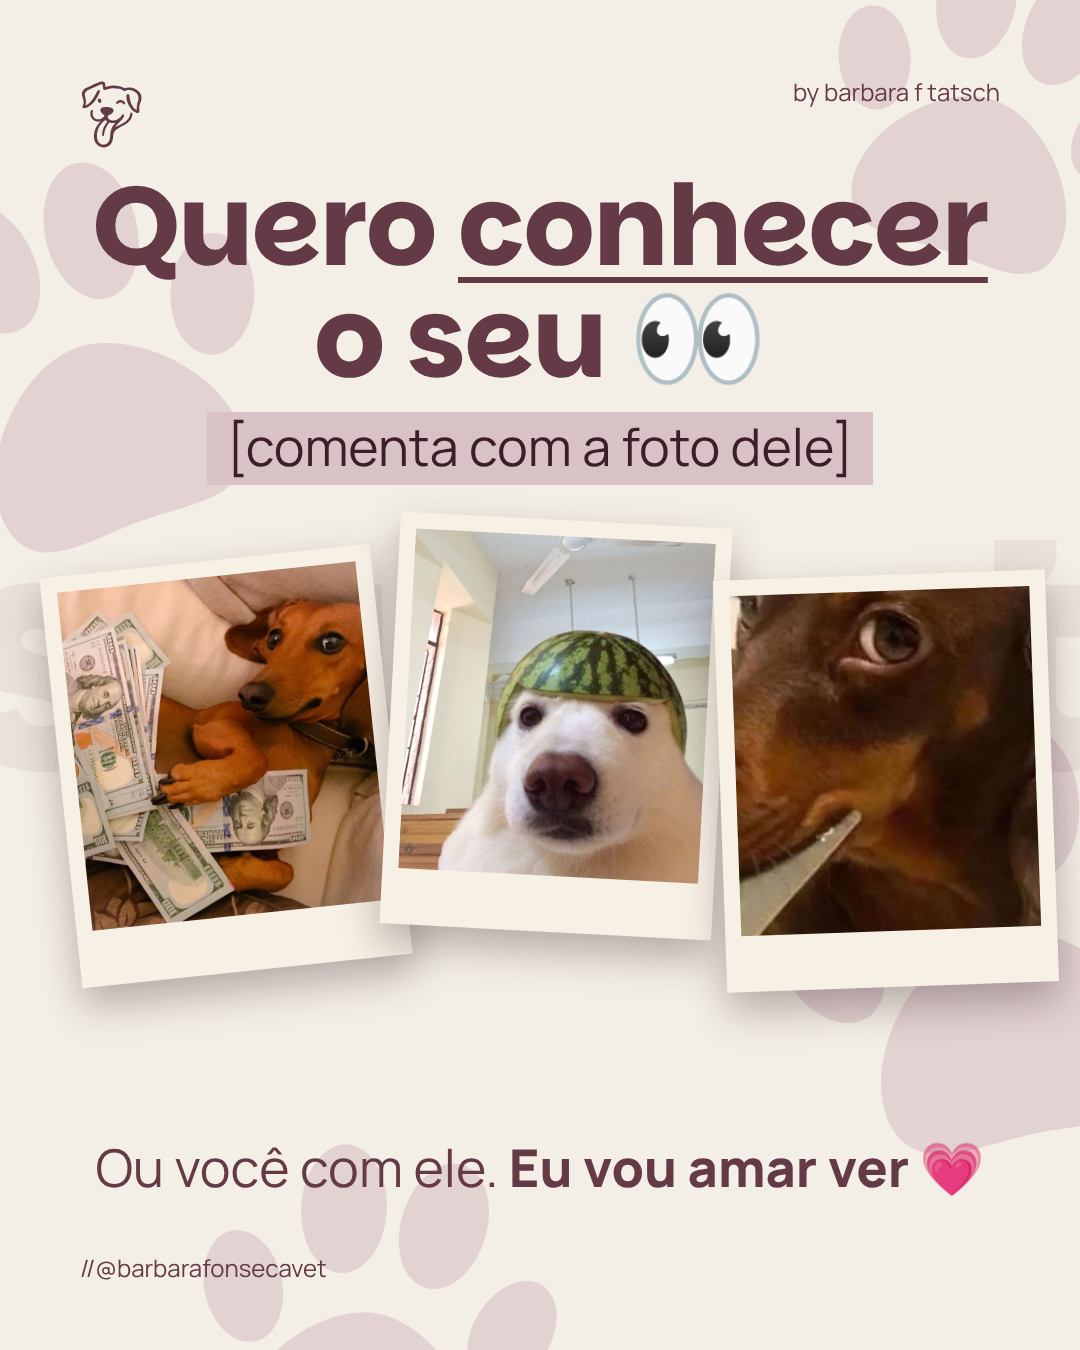 by barbara f tatsch
Quero conhecer
o seu 👀
[comenta com a foto dele]
Ou você com ele. Eu vou amar ver 💗
//@barbarafonsecavet